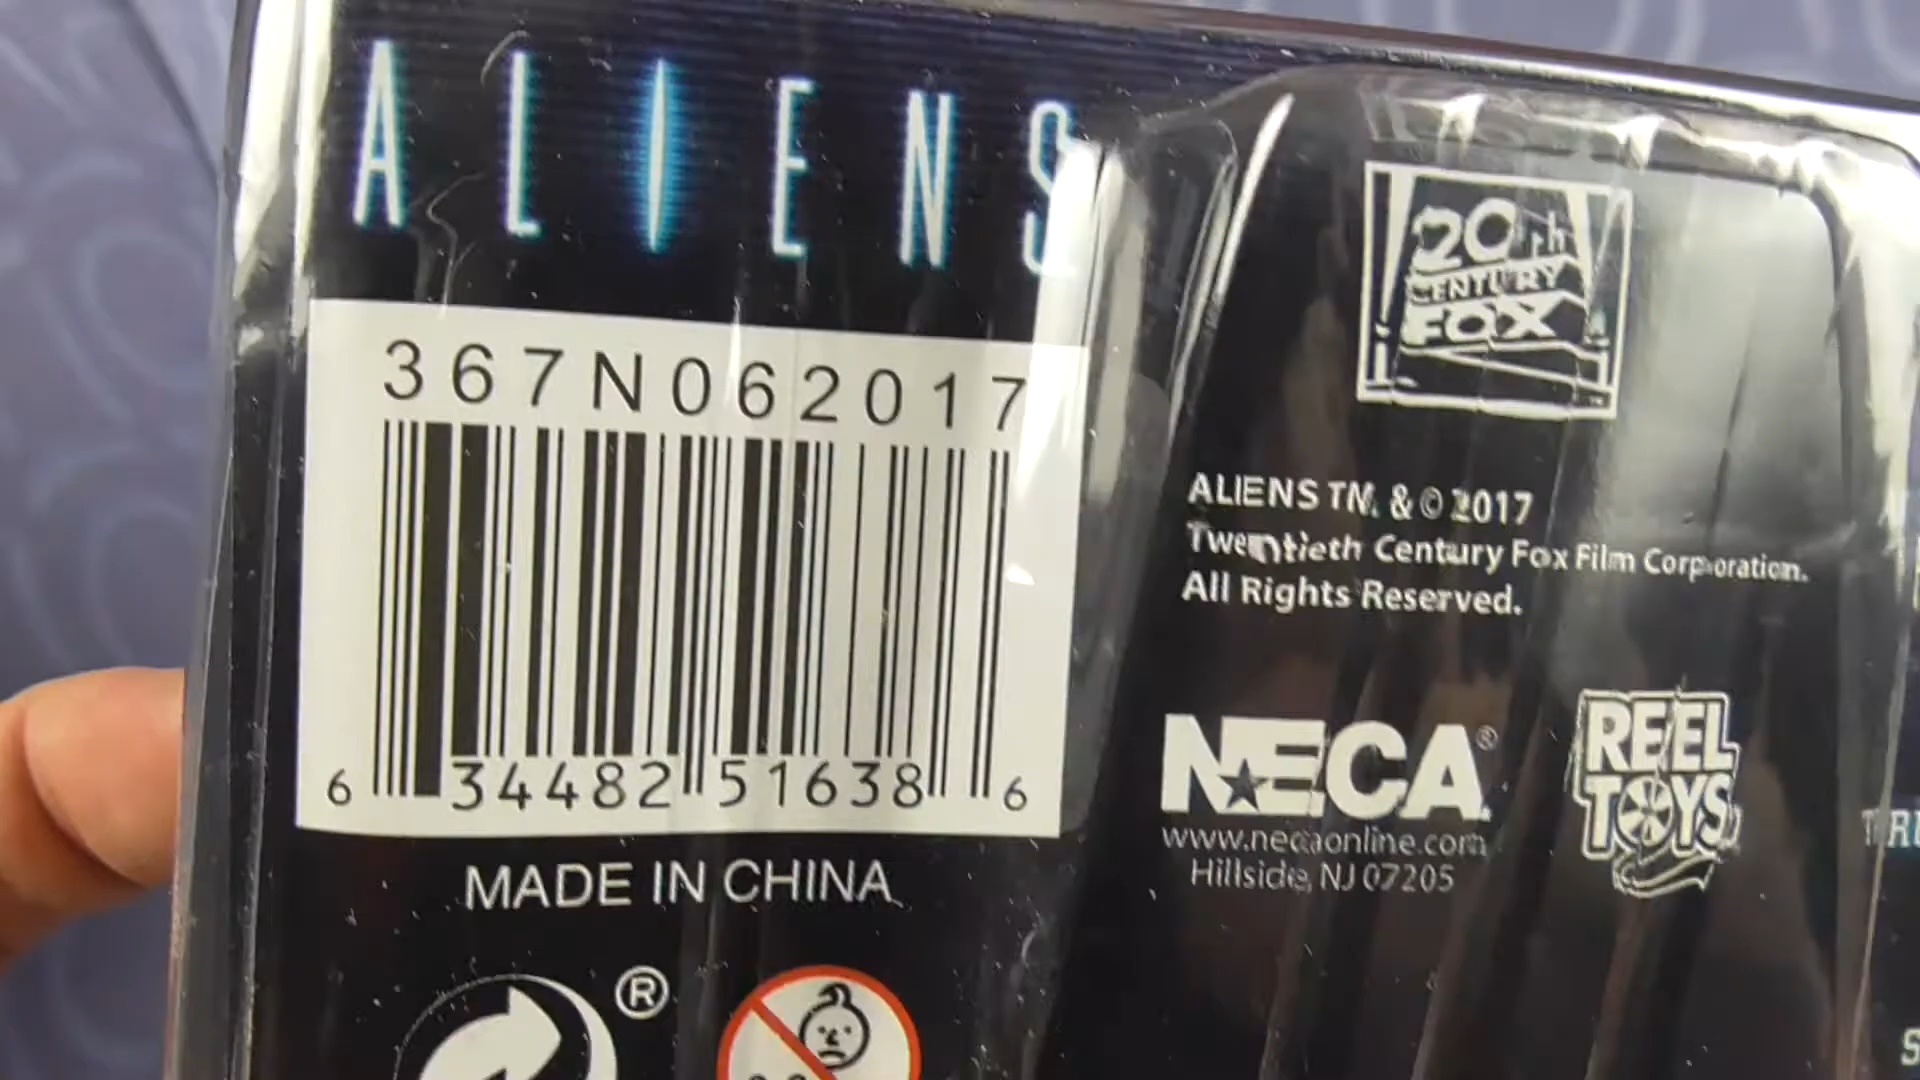 ALIENS
367N062017
6 34482 51638 6
MADE IN CHINA
®
20th
CENTURY
FOX
ALIENS TM. & © 2017
Twentieth Century Fox Film Corporation.
All Rights Reserved.
NECA®
www.necaonline.com
Hillside, NJ 07205
REEL
TOYS